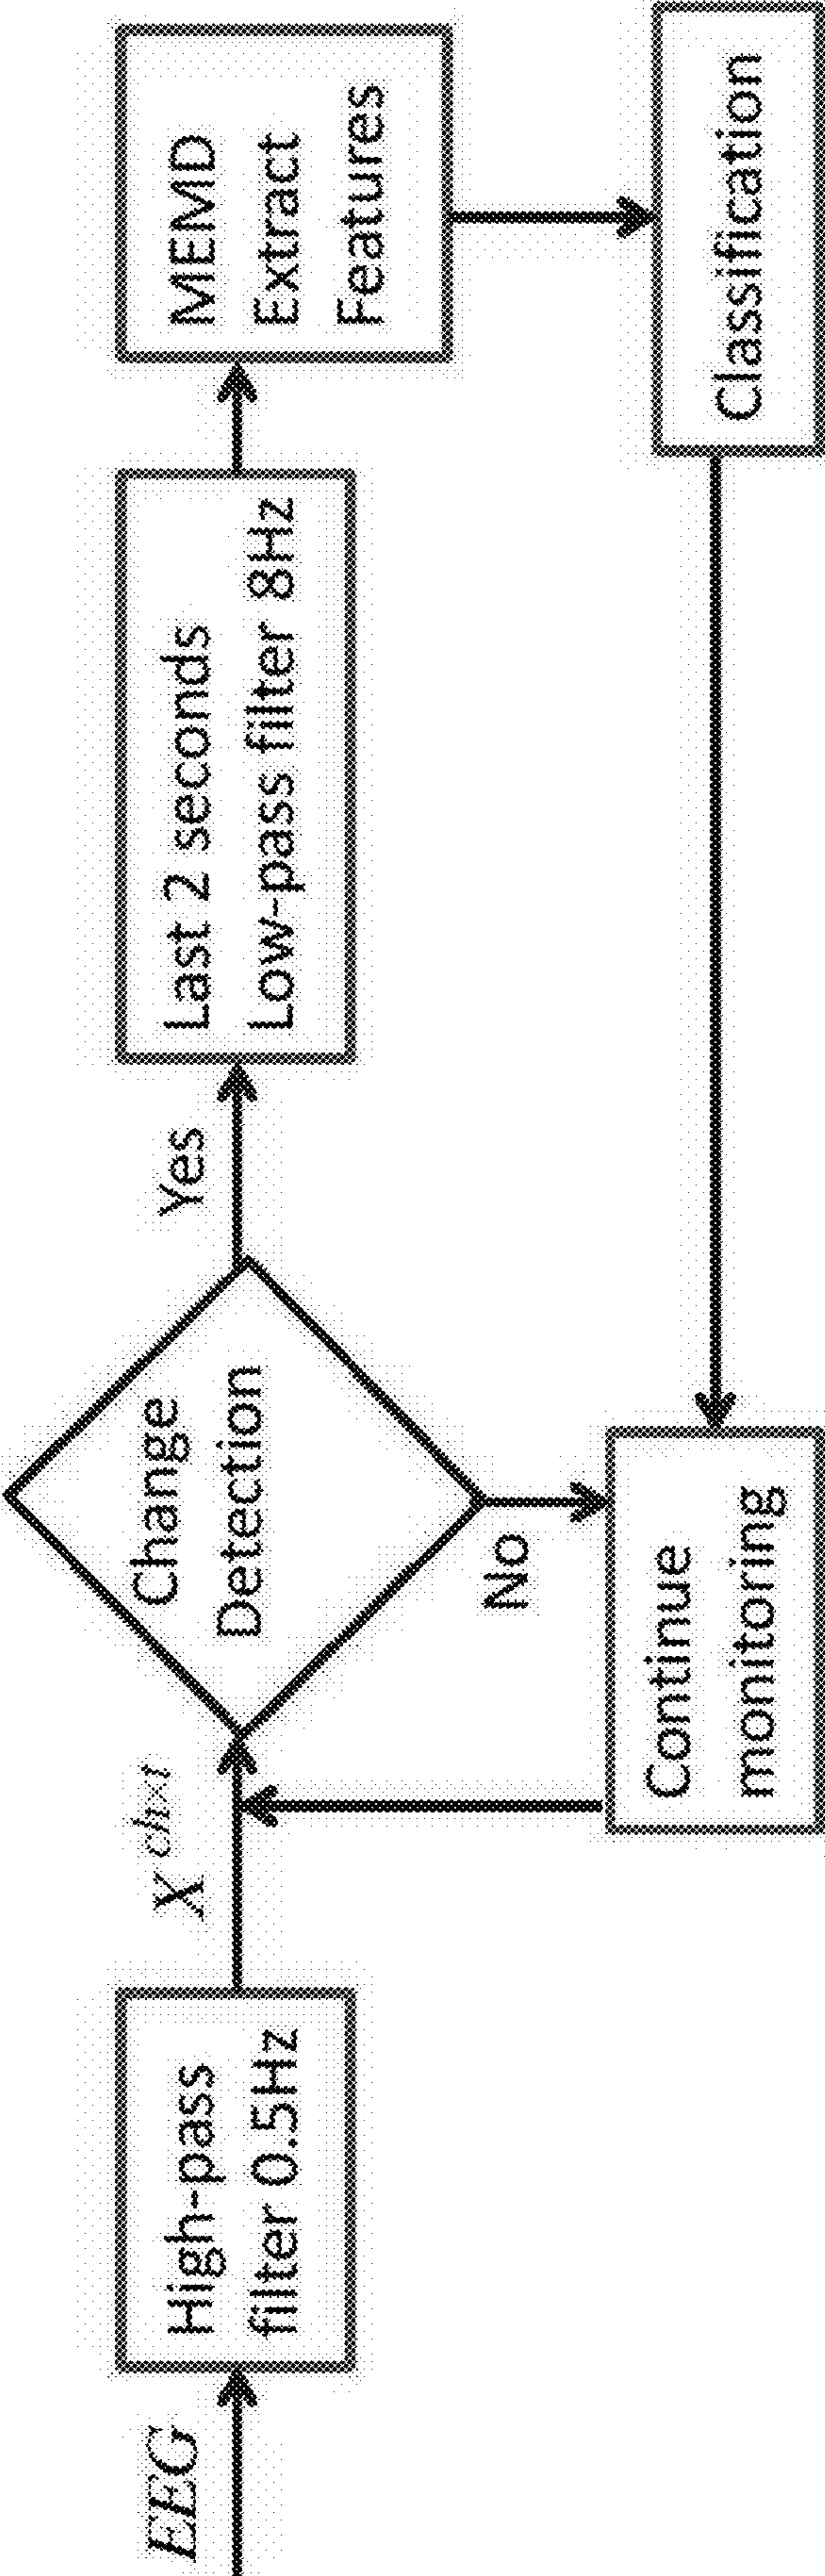 EEG
High-pass
filter 0.5Hz
X^{ch×t}
Change
Detection
Yes
No
Last 2 seconds
Low-pass filter 8Hz
MEMD
Extract
Features
Classification
Continue
monitoring